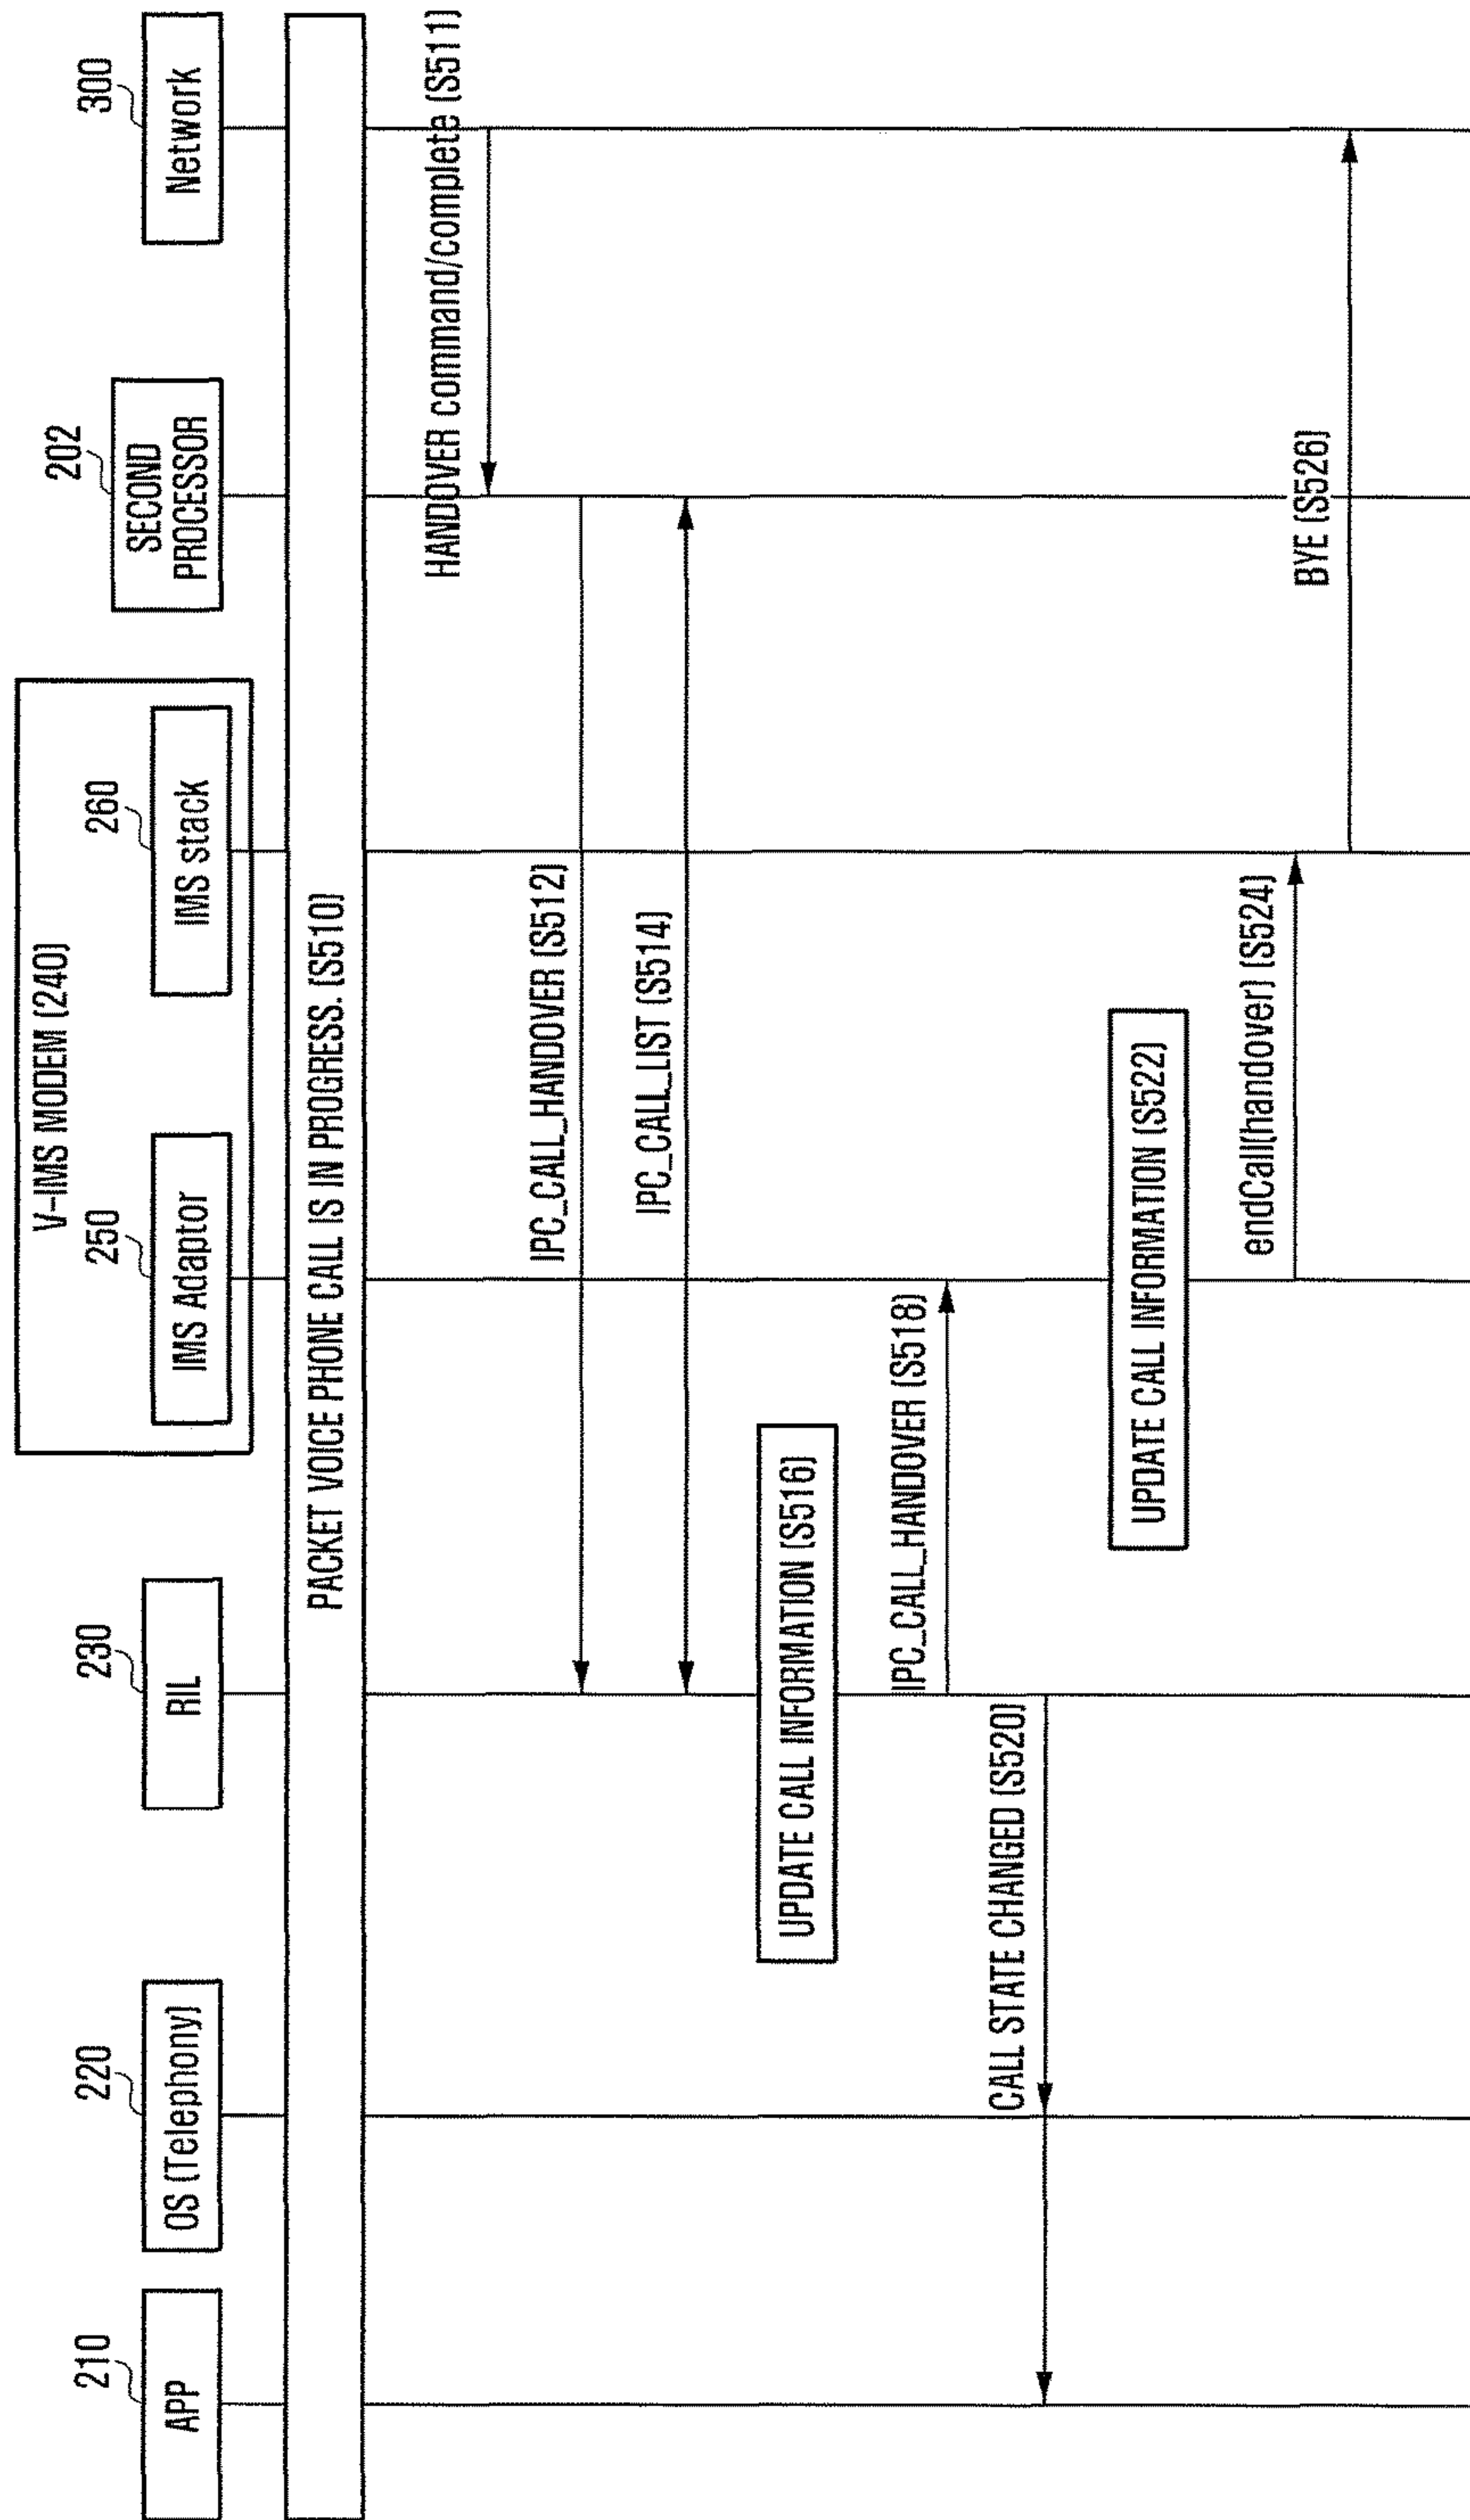 210
APP
220
OS (Telephony)
230
RIL
V-IMS MODEM (240)
250
IMS Adaptor
260
IMS stack
202
SECOND
PROCESSOR
300
Network
PACKET VOICE PHONE CALL IS IN PROGRESS. (S510)
HANDOVER command/complete (S511)
IPC_CALL_HANDOVER (S512)
IPC_CALL_LIST (S514)
UPDATE CALL INFORMATION (S516)
IPC_CALL_HANDOVER (S518)
CALL STATE CHANGED (S520)
UPDATE CALL INFORMATION (S522)
endCall(handover) (S524)
BYE (S526)